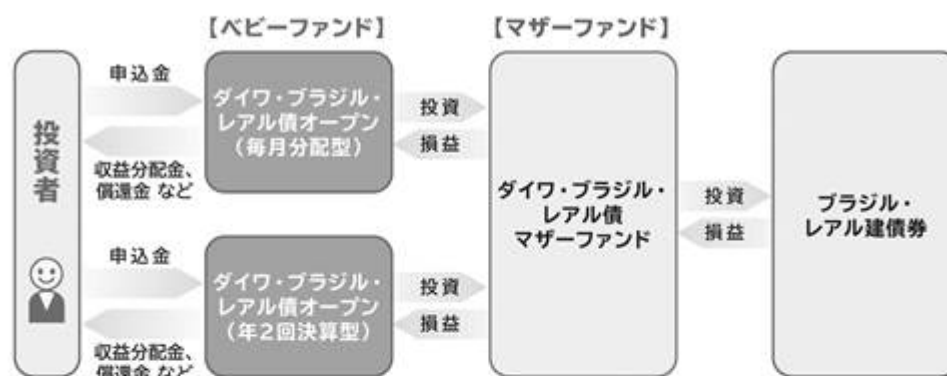 【ベビーファンド】
【マザーファンド】
投資者
申込金
収益分配金、
償還金 など
ダイワ・ブラジル・
レアル債オープン
（毎月分配型）
投資
損益
申込金
収益分配金、
償還金 など
ダイワ・ブラジル・
レアル債オープン
（年2回決算型）
投資
損益
ダイワ・ブラジル・
レアル債
マザーファンド
投資
損益
ブラジル・
レアル建債券